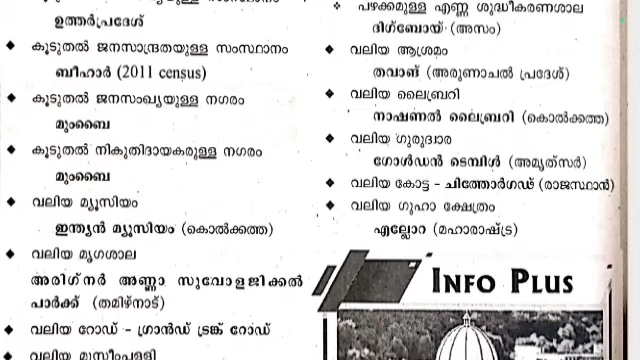 ഉത്തർപ്രദേശ്
◆ കൂടുതൽ ജനസാന്ദ്രതയുള്ള സംസ്ഥാനം
ബീഹാർ (2011 census)
◆ കൂടുതൽ ജനസംഖ്യയുള്ള നഗരം
മുംബൈ
◆ കൂടുതൽ നികുതിദായകരുള്ള നഗരം
മുംബൈ
◆ വലിയ മ്യൂസിയം
ഇന്ത്യൻ മ്യൂസിയം (കൊൽക്കത്ത)
◆ വലിയ മൃഗശാല
അരിഗ്നർ അണ്ണാ സുവോളജിക്കൽ
പാർക്ക് (തമിഴ്നാട്)
◆ വലിയ റോഡ് - ഗ്രാൻഡ് ട്രങ്ക് റോഡ്
◆ വലിയ മുസ്ലീംപള്ളി
❖ പഴക്കമുള്ള എണ്ണ ശുദ്ധീകരണശാല
ദിഗ്ബോയ് (അസം)
◆ വലിയ ആശ്രമം
തവാങ് (അരുണാചൽ പ്രദേശ്)
◆ വലിയ ലൈബ്രറി
നാഷണൽ ലൈബ്രറി (കൊൽക്കത്ത)
◆ വലിയ ഗുരുദ്വാര
ഗോൾഡൻ ടെമ്പിൾ (അമൃത്സർ)
◆ വലിയ കോട്ട - ചിത്തോർഗഢ് (രാജസ്ഥാൻ)
◆ വലിയ ഗുഹാ ക്ഷേത്രം
എല്ലോറ (മഹാരാഷ്ട്ര)
INFO PLUS